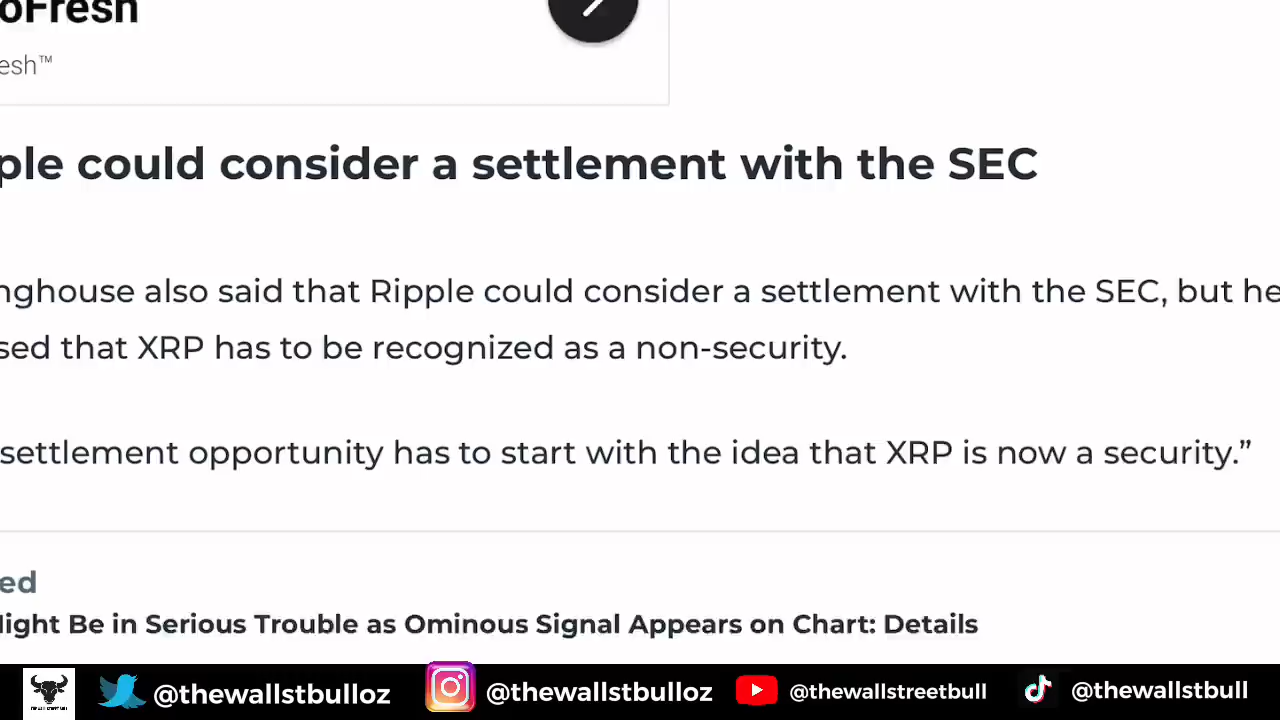 oFresh
esh™
ple could consider a settlement with the SEC
nghouse also said that Ripple could consider a settlement with the SEC, but he
sed that XRP has to be recognized as a non-security.
settlement opportunity has to start with the idea that XRP is now a security.”
ed
Might Be in Serious Trouble as Ominous Signal Appears on Chart: Details
@thewallstbulloz @thewallstbulloz @thewallstreetbull @thewallstbull